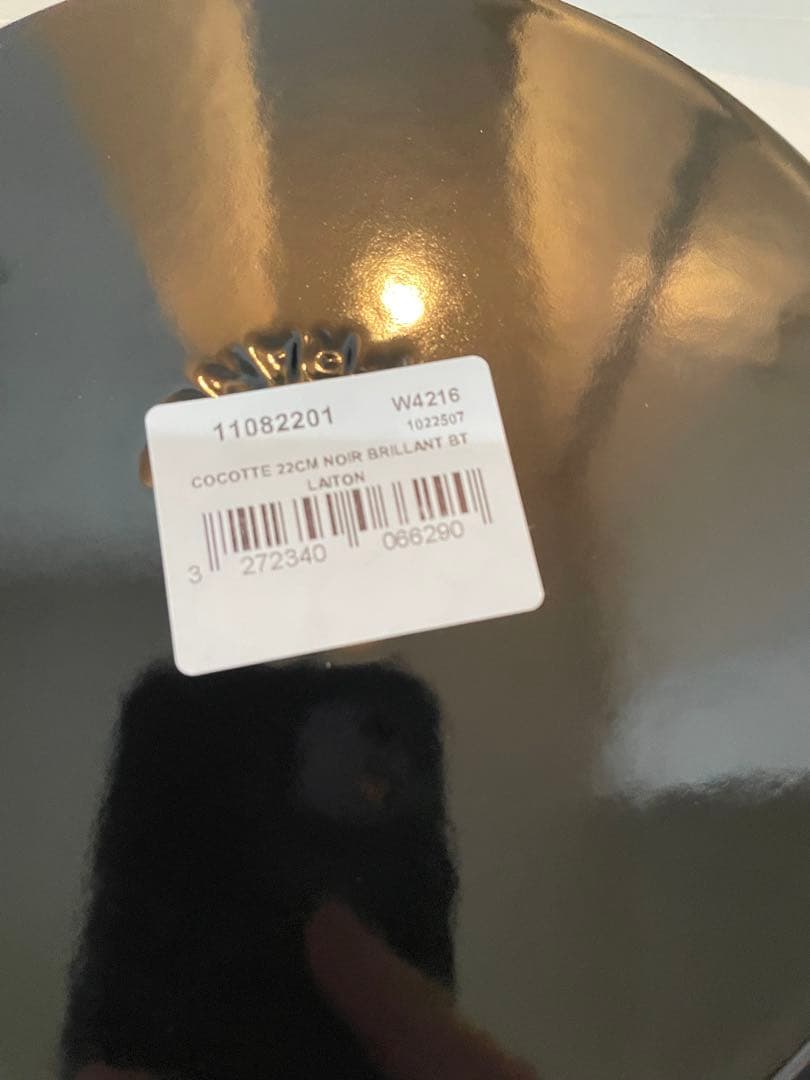 11082201 W4216
1022507
COCOTTE 22CM NOIR BRILLANT BT
LAITON
3 272340 066290